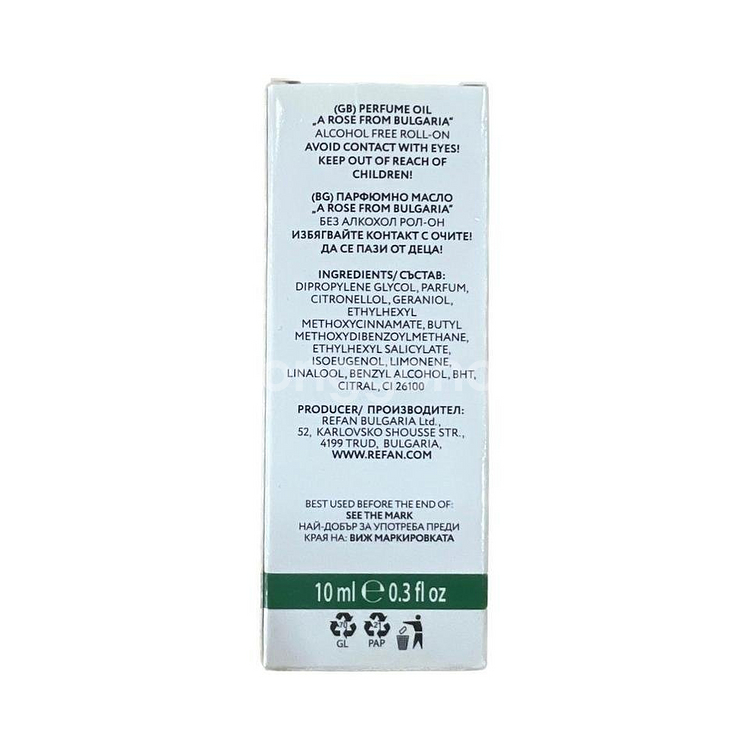 (GB) PERFUME OIL
„A ROSE FROM BULGARIA“
ALCOHOL FREE ROLL-ON
AVOID CONTACT WITH EYES!
KEEP OUT OF REACH OF
CHILDREN!
(BG) ПАРФЮМНО МАСЛО
„A ROSE FROM BULGARIA“
БЕЗ АЛКОХОЛ РОЛ-ОН
ИЗБЯГВАЙТЕ КОНТАКТ С ОЧИТЕ!
ДА СЕ ПАЗИ ОТ ДЕЦА!
INGREDIENTS/ СЪСТАВ:
DIPROPYLENE GLYCOL, PARFUM,
CITRONELLOL, GERANIOL,
ETHYLHEXYL
METHOXYCINNAMATE, BUTYL
METHOXYDIBENZOYLMETHANE,
ETHYLHEXYL SALICYLATE,
ISOEUGENOL, LIMONENE,
LINALOOL, BENZYL ALCOHOL, BHT,
CITRAL, CI 26100
PRODUCER/ ПРОИЗВОДИТЕЛ:
REFAN BULGARIA Ltd.,
52, KARLOVSKO SHOUSSE STR.,
4199 TRUD, BULGARIA,
WWW.REFAN.COM
BEST USED BEFORE THE END OF:
SEE THE MARK
НАЙ-ДОБЪР ЗА УПОТРЕБА ПРЕДИ
КРАЯ НА: ВИЖ МАРКИРОВКАТА
10 ml ℮ 0.3 fl oz
70 21
GL PAP